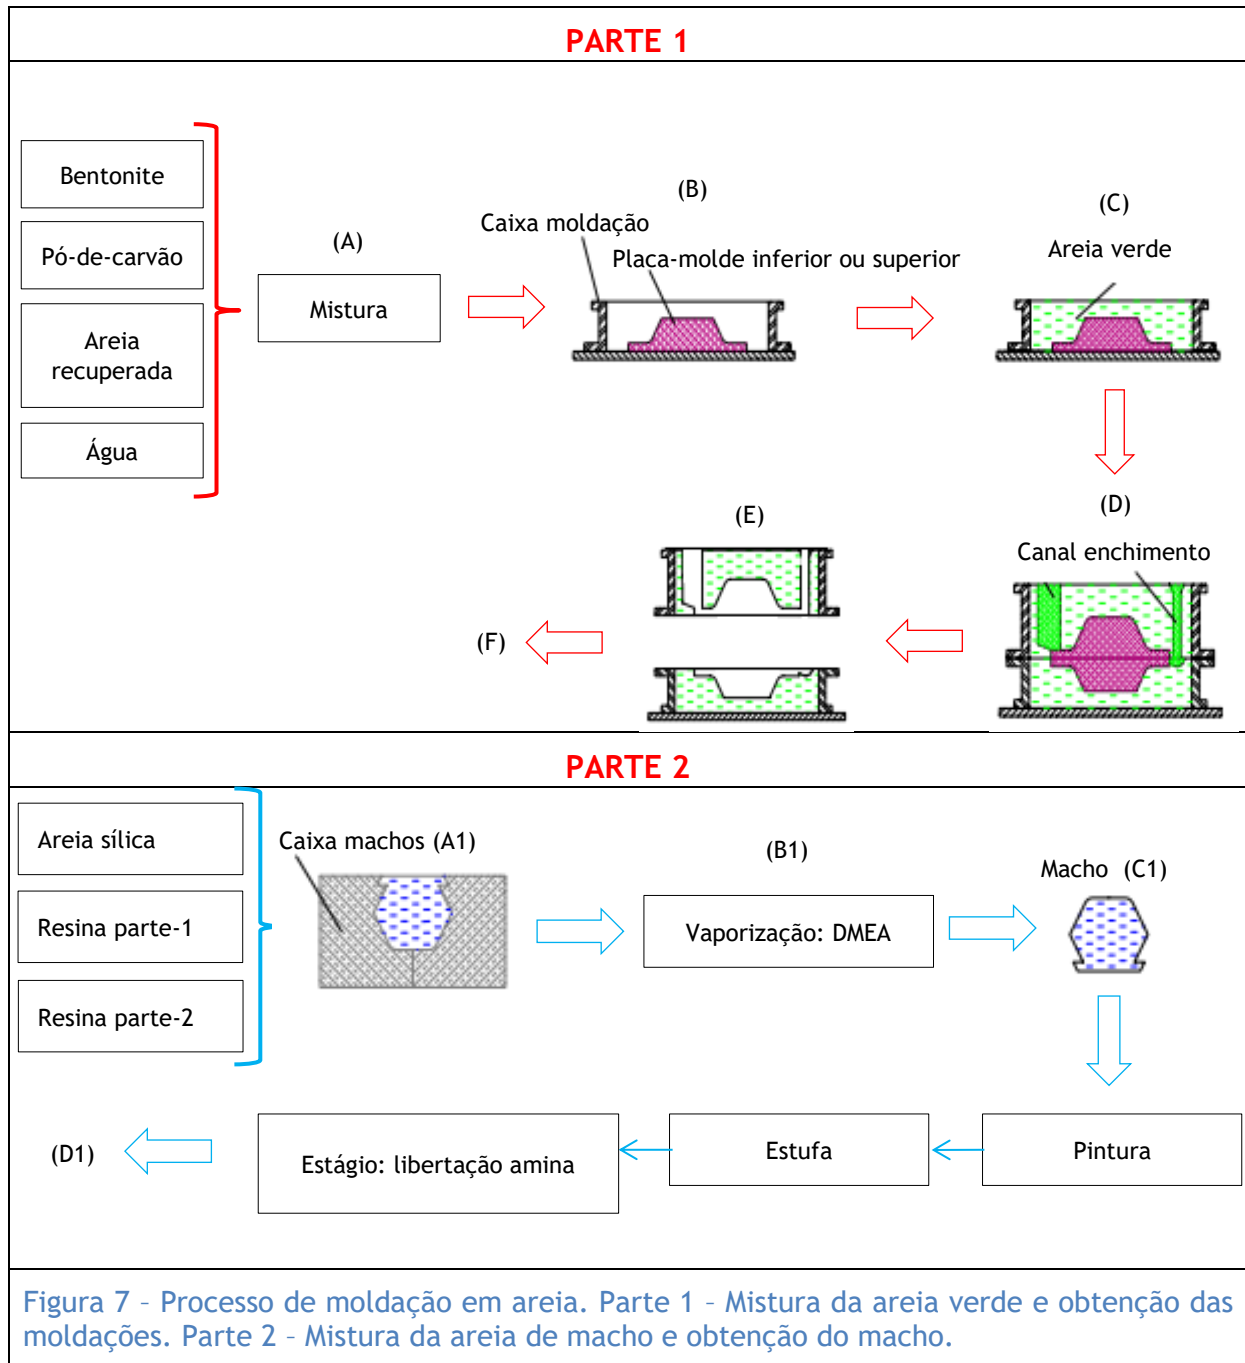 PARTE 1
Bentonite
Pó-de-carvão
Areia
recuperada
Água
(A)
Mistura
(B)
Caixa moldação
Placa-molde inferior ou superior
(C)
Areia verde
(D)
Canal enchimento
(E)
(F)
PARTE 2
Areia sílica
Resina parte-1
Resina parte-2
Caixa machos (A1)
(B1)
Vaporização: DMEA
Macho (C1)
Pintura
Estufa
Estágio: libertação amina
(D1)
Figura 7 – Processo de moldação em areia. Parte 1 – Mistura da areia verde e obtenção das
moldações. Parte 2 – Mistura da areia de macho e obtenção do macho.